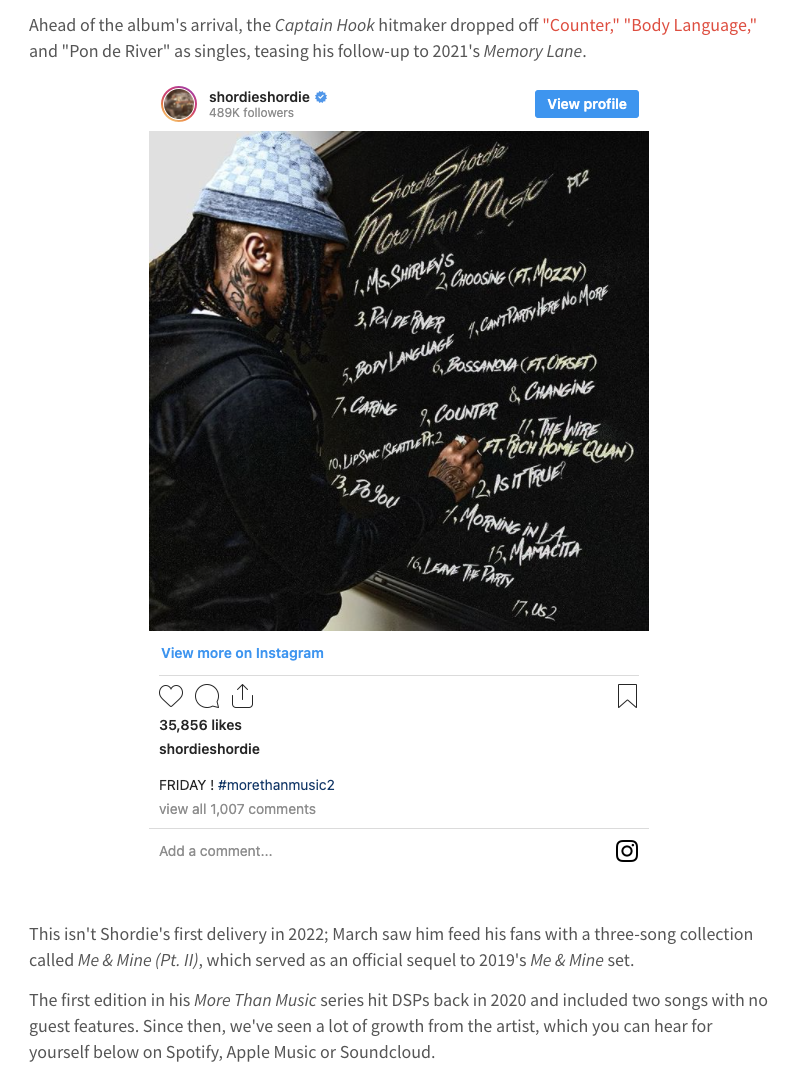 Ahead of the album's arrival, the Captain Hook hitmaker dropped off "Counter," "Body Language,"
and "Pon de River" as singles, teasing his follow-up to 2021's Memory Lane.
shordieshordie
489K followers
View profile
Shordie Shordie
More Than Music PT.2
1, Ms. Shirley's
2, Choosing (ft. Mozzy)
3, Pon de River
4, Cant Party Here No More
5, Body Language
6, Bossanova (ft. Offset)
7, Caring
8, Changing
9, Counter
10, Lip Sync/Seattle Pt.2
11, The Wire
(ft. Rich Homie Quan)
12, Is It True?
13, Do You
Morning in LA
15, Mamacita
16, Leave The Party
17, Us 2
View more on Instagram
35,856 likes
shordieshordie
FRIDAY ! #morethanmusic2
view all 1,007 comments
Add a comment...
This isn't Shordie's first delivery in 2022; March saw him feed his fans with a three-song collection
called Me & Mine (Pt. II), which served as an official sequel to 2019's Me & Mine set.
The first edition in his More Than Music series hit DSPs back in 2020 and included two songs with no
guest features. Since then, we've seen a lot of growth from the artist, which you can hear for
yourself below on Spotify, Apple Music or Soundcloud.